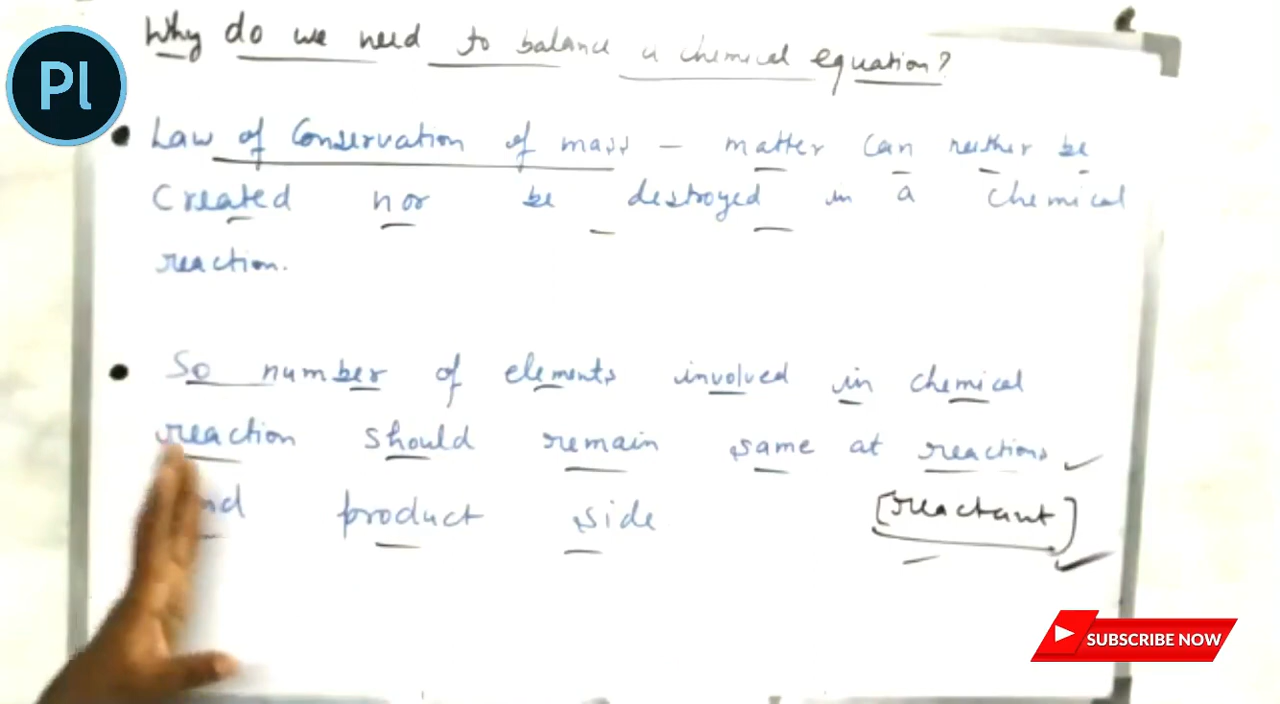 Pl
Why do we need to balance a chemical equation?
Law of Conservation of mass - matter can neither be
Created nor be destroyed in a chemical
reaction.
So number of elements involved in chemical
reaction should remain same at reactions
product side [reactant]
SUBSCRIBE NOW